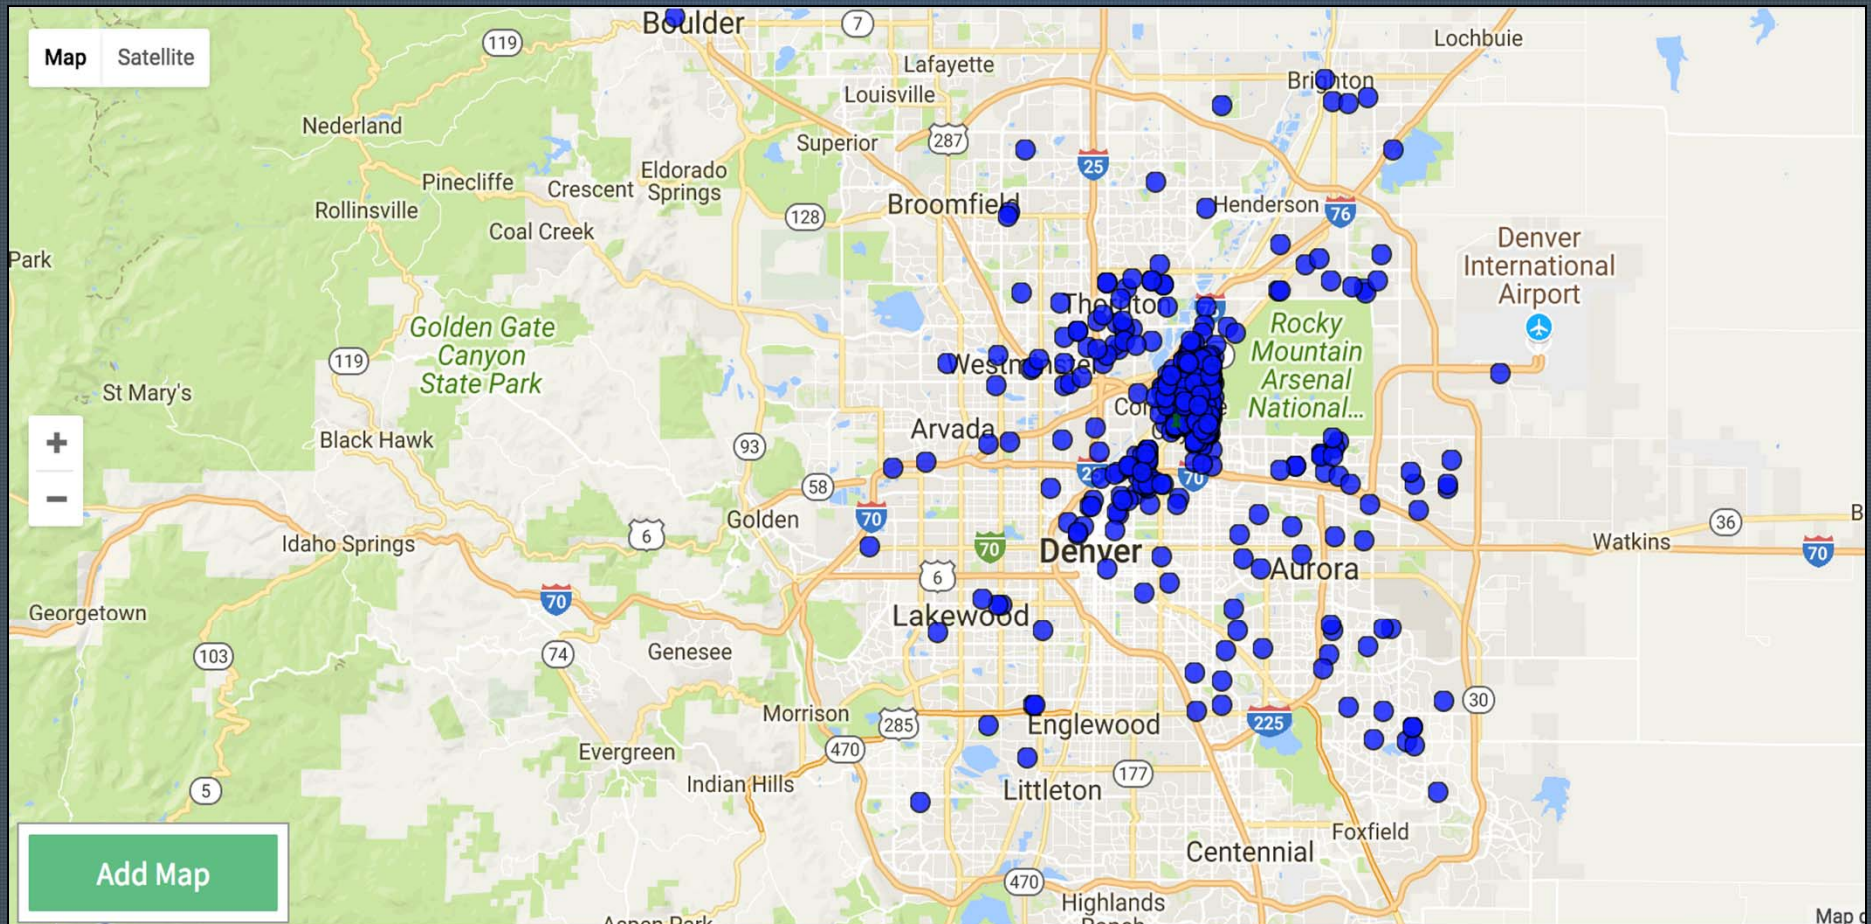 Map
Satellite
Boulder
7
Lochbuie
119
Lafayette
Brighton
Louisville
Nederland
287
Superior
25
Eldorado
Springs
Pinecliffe
Crescent
Rollinsville
Broomfield
Henderson
76
128
Coal Creek
Park
Denver
International
Airport
Thornton
Golden Gate
Canyon
State Park
Rocky
Mountain
Arsenal
National...
119
Westminster
St Mary's
Black Hawk
Arvada
93
70
58
Golden
70
36
6
Idaho Springs
70
Denver
Watkins
70
6
Aurora
70
Georgetown
Lakewood
103
74
Genesee
30
Morrison
285
Englewood
225
Evergreen
470
Indian Hills
177
5
Littleton
Foxfield
Add Map
Centennial
470
Highlands